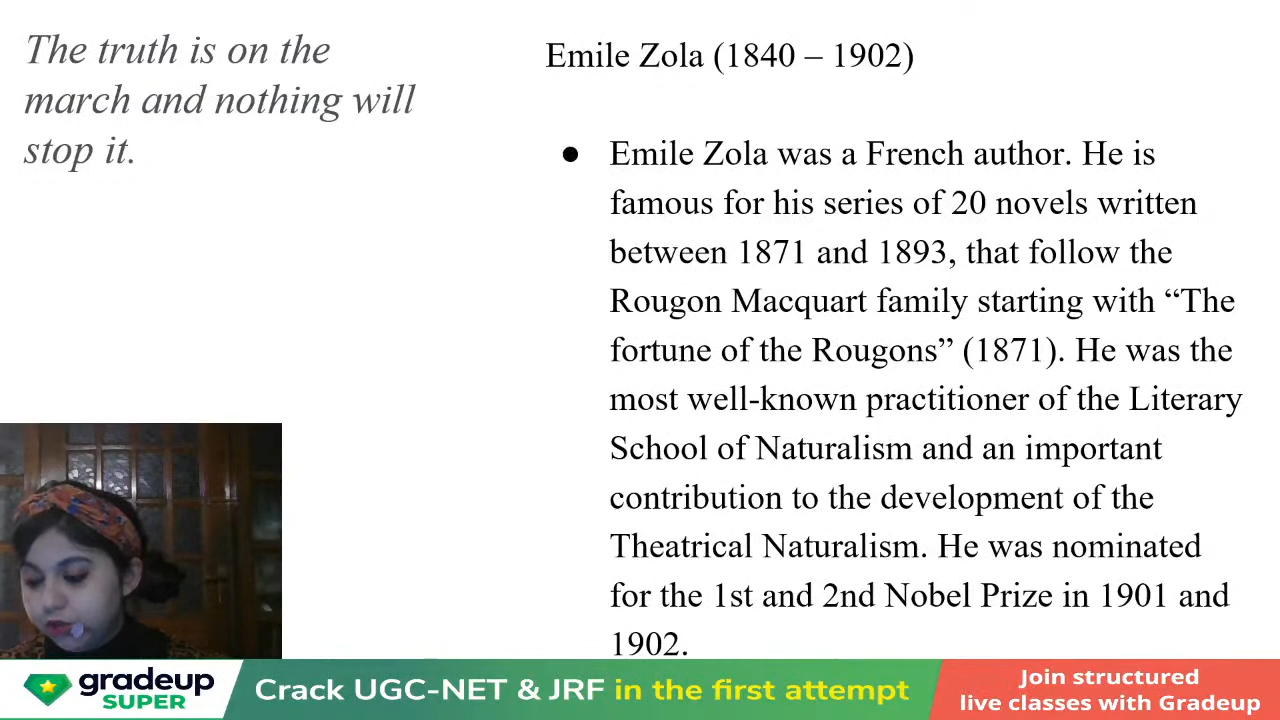 The truth is on the
march and nothing will
stop it.
Emile Zola (1840 – 1902)
● Emile Zola was a French author. He is
famous for his series of 20 novels written
between 1871 and 1893, that follow the
Rougon Macquart family starting with “The
fortune of the Rougons” (1871). He was the
most well-known practitioner of the Literary
School of Naturalism and an important
contribution to the development of the
Theatrical Naturalism. He was nominated
for the 1st and 2nd Nobel Prize in 1901 and
1902.
gradeup
SUPER
Crack UGC-NET & JRF in the first attempt
Join structured
live classes with Gradeup